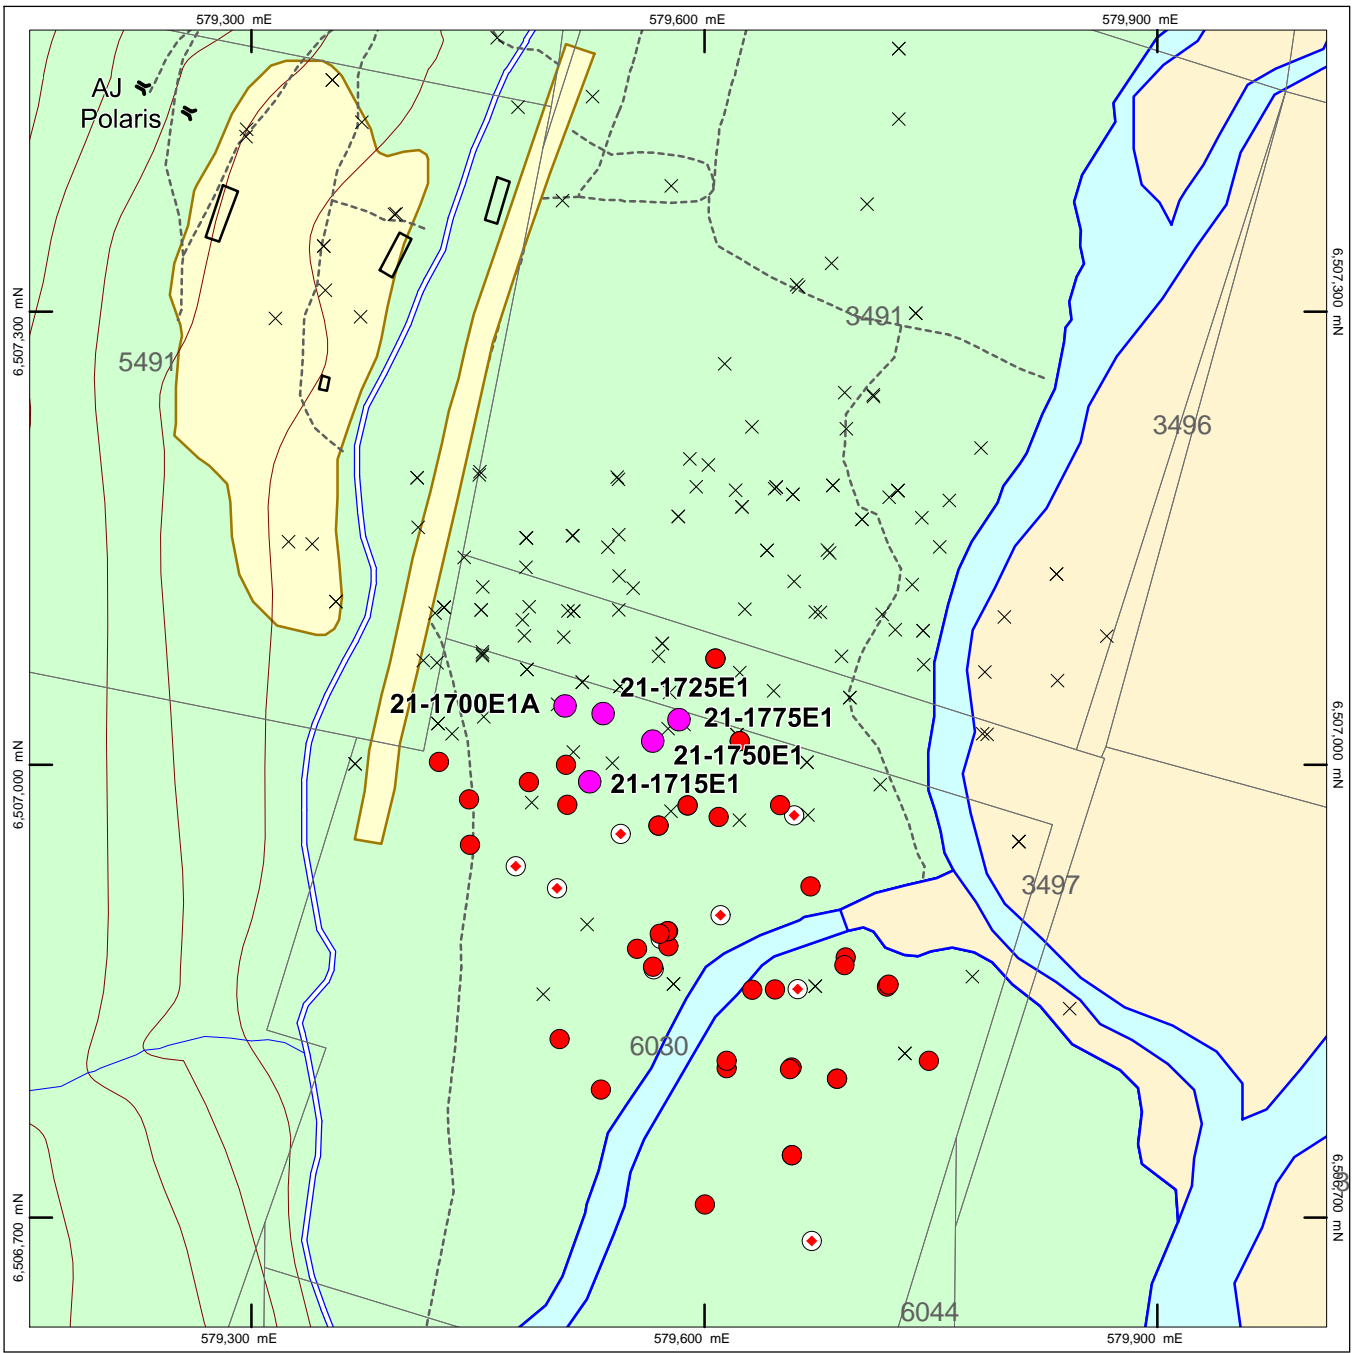 579,300 mE
579,600 mE
579,900 mE
AJ
Polaris
6,507,300 mN
6,507,300 mN
3491
5491
3496
21-1725E1
21-1700E1A
21-1775E1
21-1750E1
21-1715E1
6,507,000 mN
6,507,000 mN
3497
6030
6,506,700 mN
6,506,700 mN
6044
579,300 mE
579,600 mE
579,900 mE